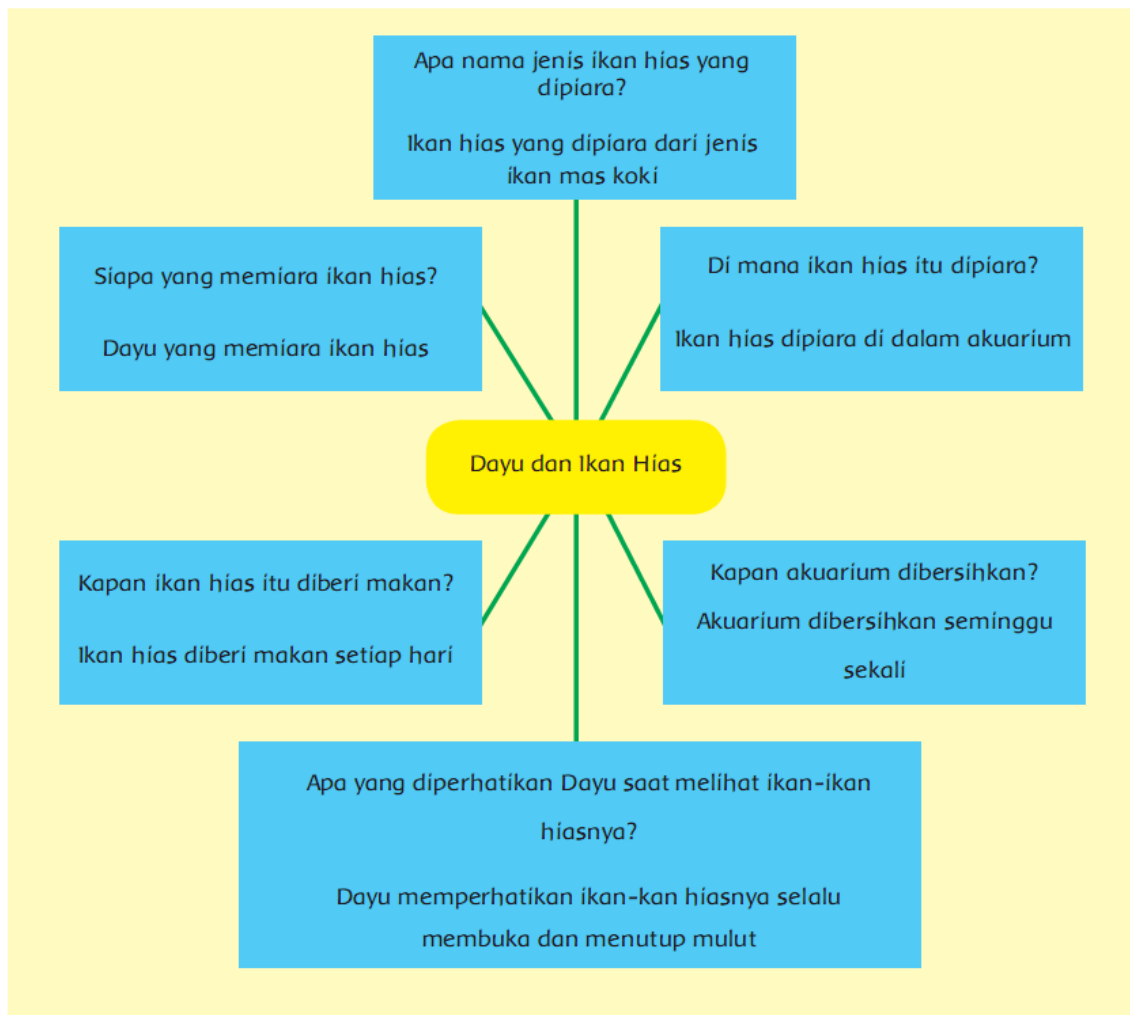 Apa nama jenis ikan hias yang
dipiara?
Ikan hias yang dipiara dari jenis
ikan mas koki
Siapa yang memiara ikan hias?
Dayu yang memiara ikan hias
Di mana ikan hias itu dipiara?
Ikan hias dipiara di dalam akuarium
Dayu dan Ikan Hias
Kapan ikan hias itu diberi makan?
Ikan hias diberi makan setiap hari
Kapan akuarium dibersihkan?
Akuarium dibersihkan seminggu
sekali
Apa yang diperhatikan Dayu saat melihat ikan-ikan
hiasnya?
Dayu memperhatikan ikan-kan hiasnya selalu
membuka dan menutup mulut